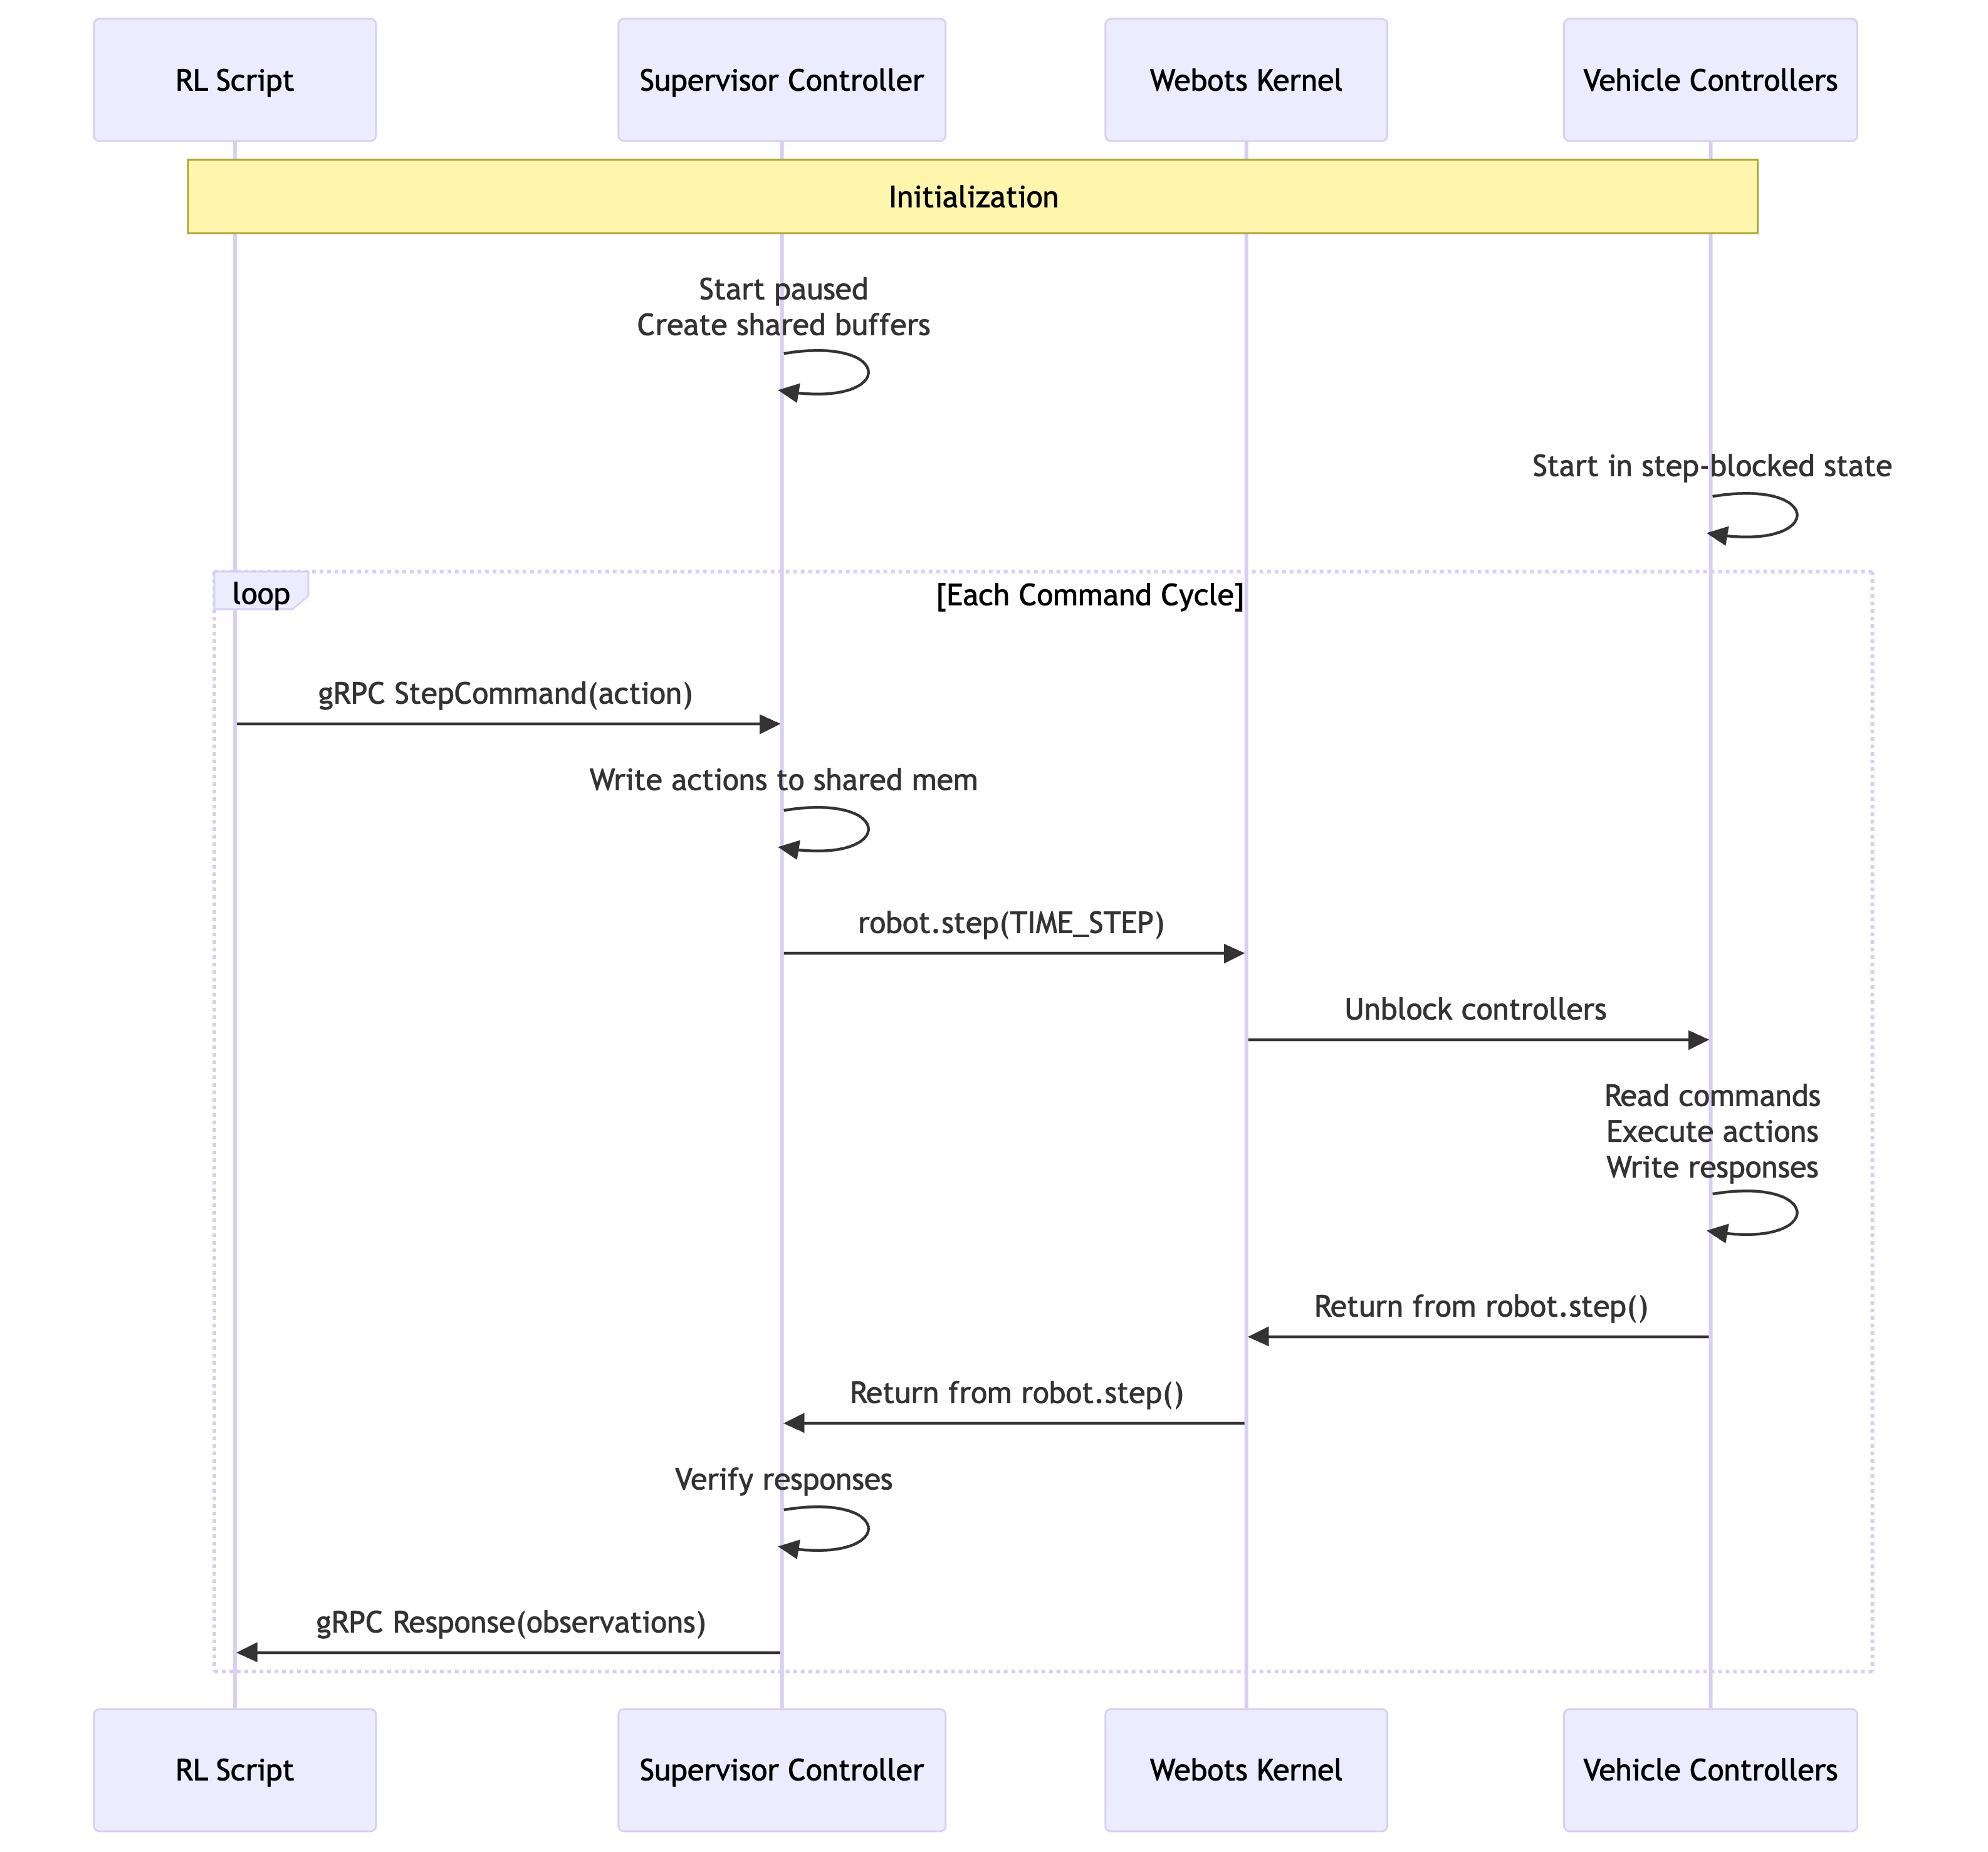 RL Script
Supervisor Controller
Webots Kernel
Vehicle Controllers
Initialization
Start paused
Create shared buffers
Start in step-blocked state
loop
[Each Command Cycle]
gRPC StepCommand(action)
Write actions to shared mem
robot.step(TIME_STEP)
Unblock controllers
Read commands
Execute actions
Write responses
Return from robot.step()
Return from robot.step()
Verify responses
gRPC Response(observations)
RL Script
Supervisor Controller
Webots Kernel
Vehicle Controllers